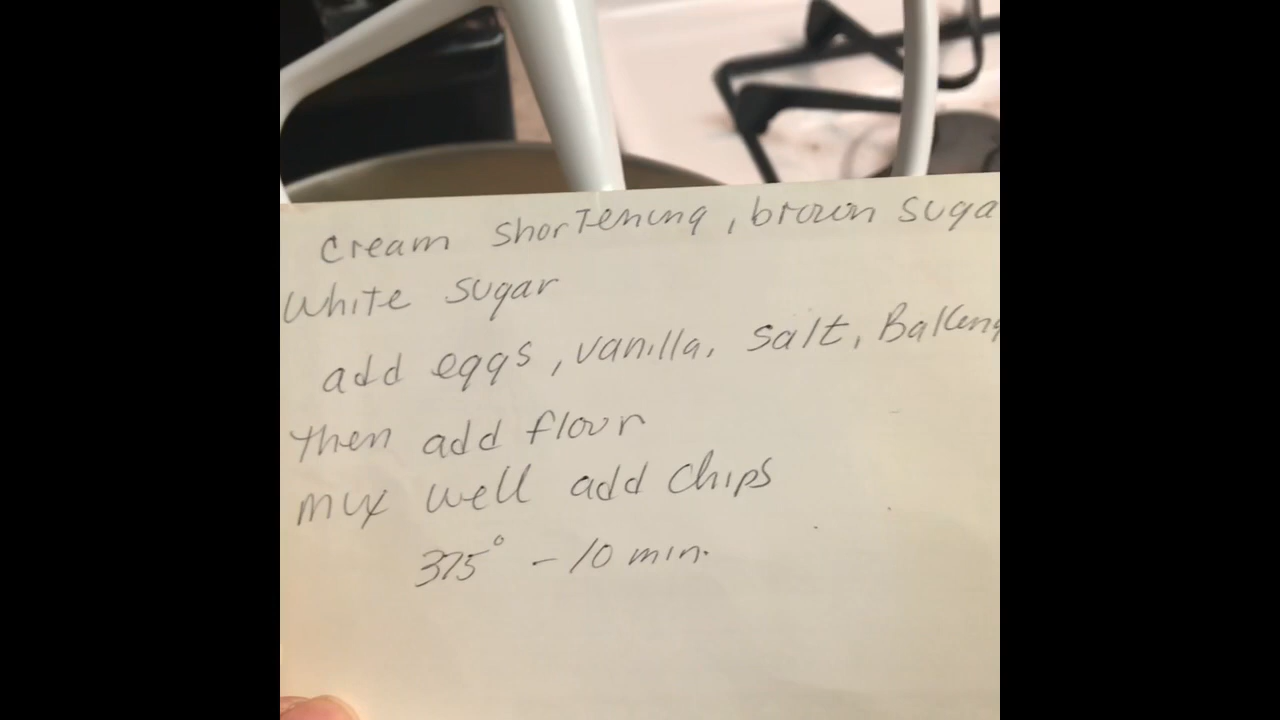 Cream shortening, brown suga
White sugar
add eggs, vanilla, salt, Baking
then add flour
mix well add chips
375° - 10 min.